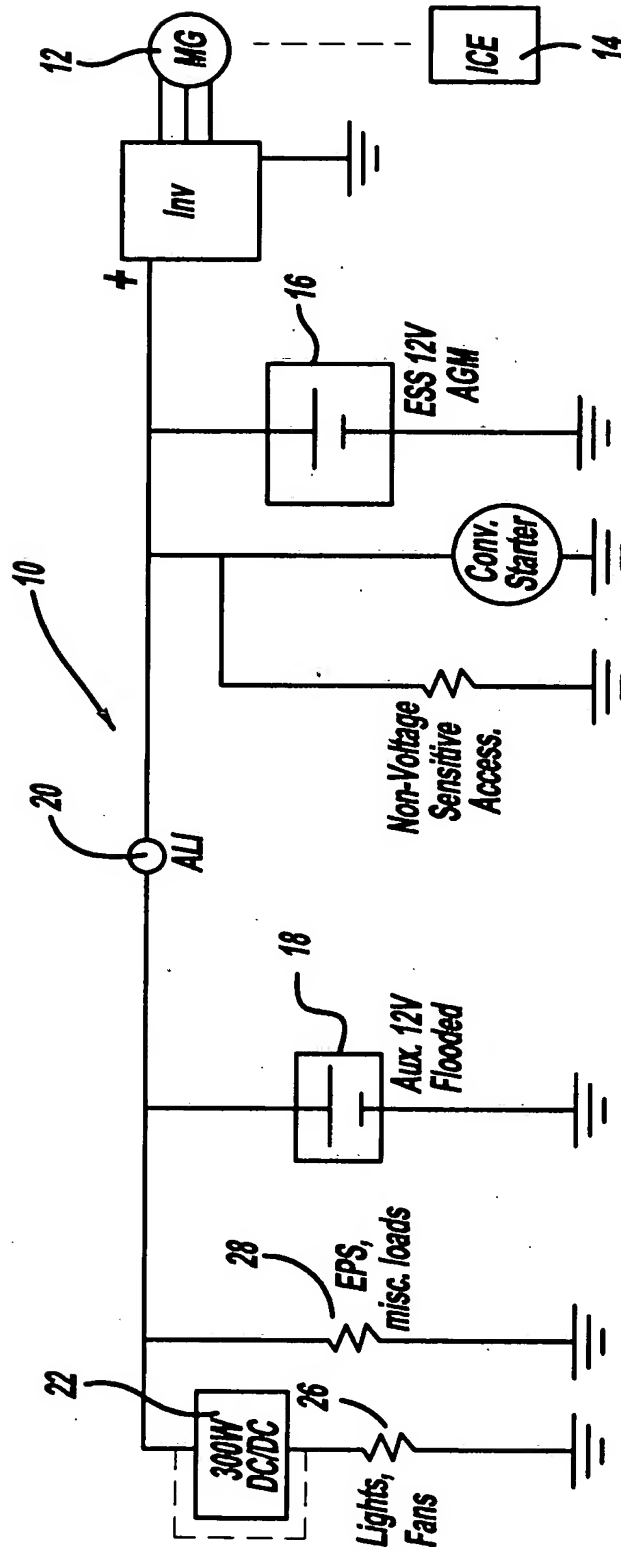 10
12
MG
ICE
14
+
Inv
16
ESS 12V
AGM
Conv.
Starter
Non-Voltage
Sensitive
Access.
20
ALI
18
Aux. 12V
Flooded
28
EPS,
misc. loads
22
300W
DC/DC
26
Lights,
Fans